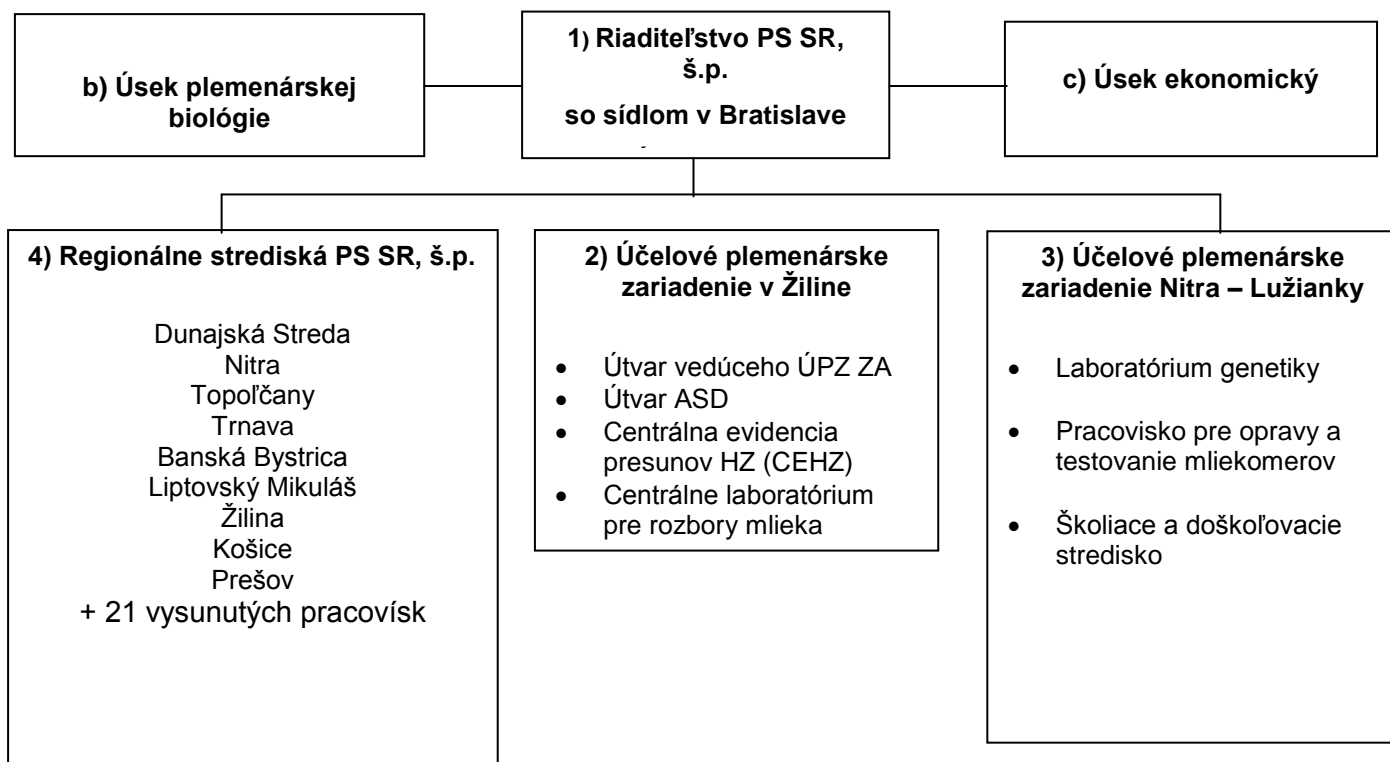 b) Úsek plemenárskej
biológie
1) Riaditeľstvo PS SR,
š.p.
so sídlom v Bratislave
c) Úsek ekonomický
4) Regionálne strediská PS SR, š.p.
Dunajská Streda
Nitra
Topoľčany
Trnava
Banská Bystrica
Liptovský Mikuláš
Žilina
Košice
Prešov
+ 21 vysunutých pracovísk
2) Účelové plemenárske
zariadenie v Žiline
• Útvar vedúceho ÚPZ ZA
• Útvar ASD
• Centrálna evidencia
presunov HZ (CEHZ)
• Centrálne laboratórium
pre rozbory mlieka
3) Účelové plemenárske
zariadenie Nitra – Lužianky
• Laboratórium genetiky
• Pracovisko pre opravy a
testovanie mliekomerov
• Školiace a doškoľovacie
stredisko